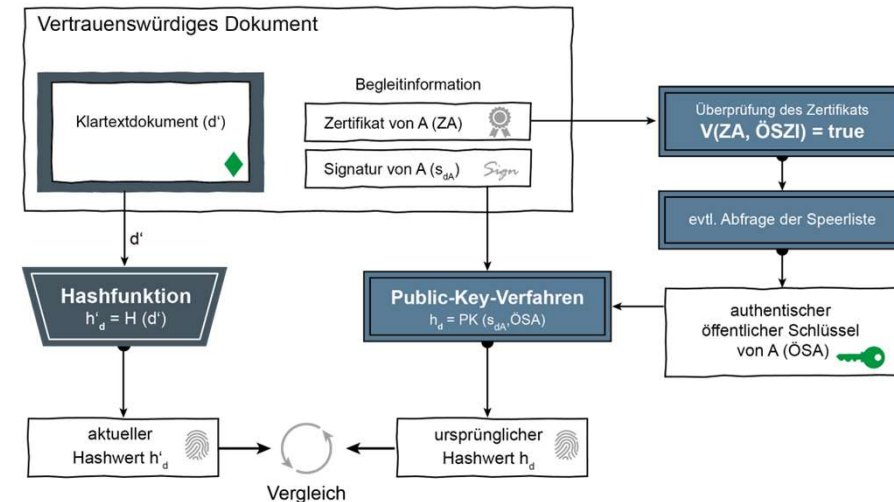 Vertrauenswürdiges Dokument
Klartextdokument (d‘)
Begleitinformation
Zertifikat von A (ZA)
Signatur von A (s_dA)
Sign
Überprüfung des Zertifikats
V(ZA, ÖSZI) = true
evtl. Abfrage der Speerliste
authentischer
öffentlicher Schlüssel
von A (ÖSA)
d‘
Hashfunktion
h‘_d = H (d‘)
Public-Key-Verfahren
h_d = PK (s_dA,ÖSA)
aktueller
Hashwert h‘_d
Vergleich
ursprünglicher
Hashwert h_d